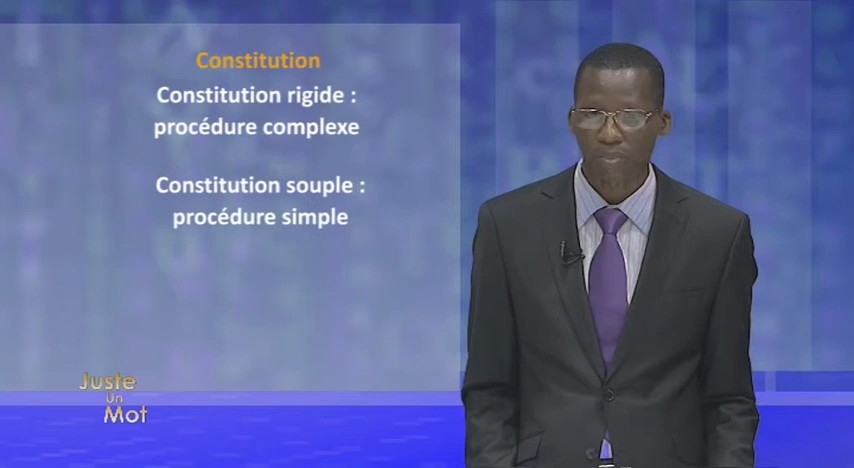 Constitution
Constitution rigide :
procédure complexe
Constitution souple :
procédure simple
Juste
Un
Mot